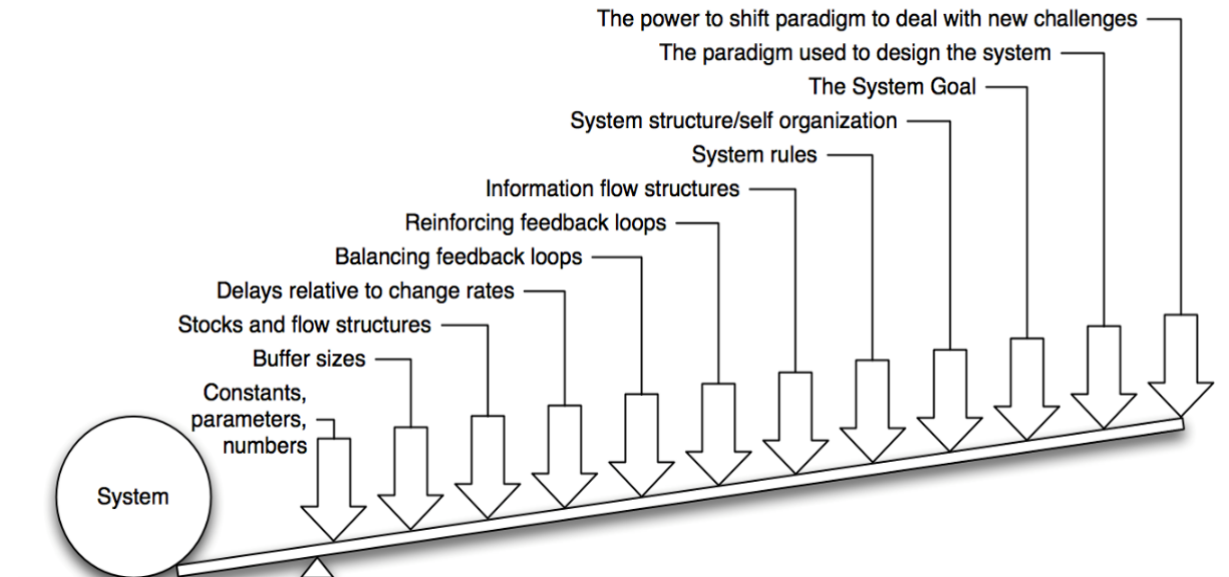 The power to shift paradigm to deal with new challenges
The paradigm used to design the system
The System Goal
System structure/self organization
System rules
Information flow structures
Reinforcing feedback loops
Balancing feedback loops
Delays relative to change rates
Stocks and flow structures
Buffer sizes
Constants,
parameters,
numbers
System